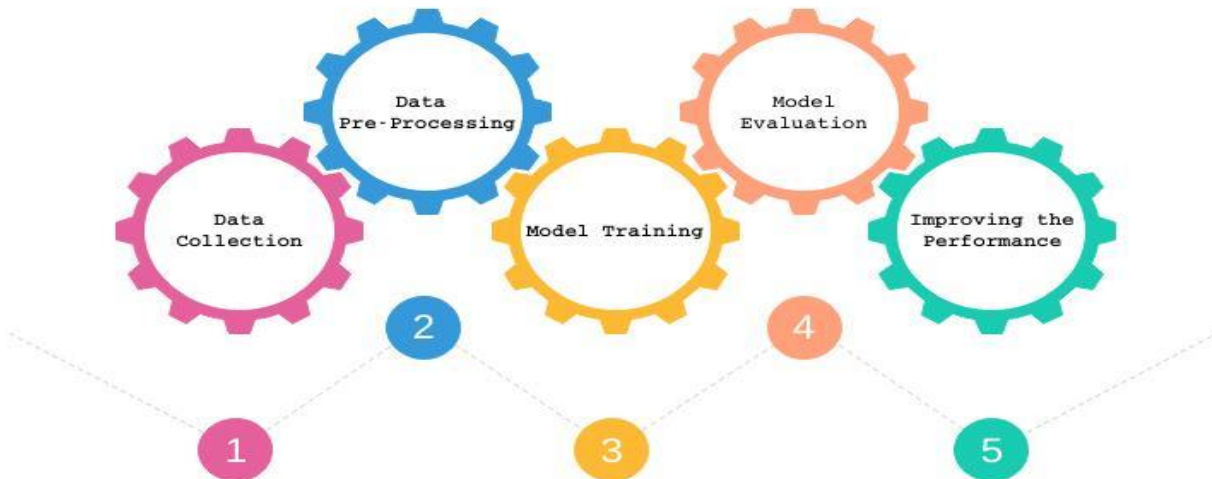 Data
Collection
Data
Pre-Processing
Model Training
Model
Evaluation
Improving the
Performance
1
2
3
4
5